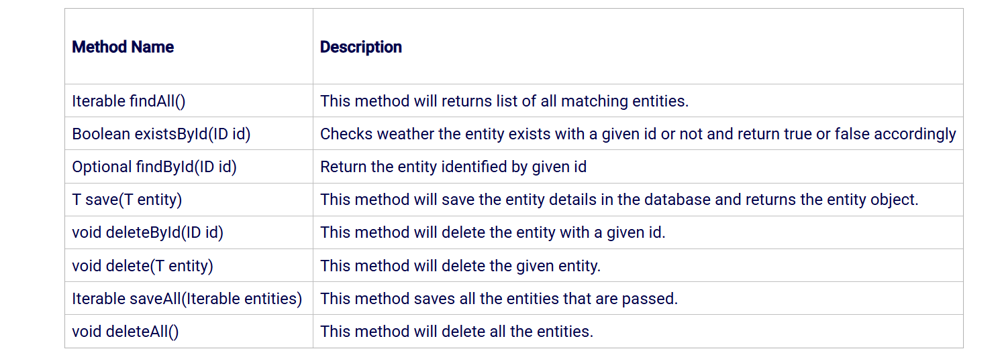 Method Name Description
Iterable findAll() This method will returns list of all matching entities.
Boolean existsById(ID id) Checks weather the entity exists with a given id or not and return true or false accordingly
Optional findById(ID id) Return the entity identified by given id
T save(T entity) This method will save the entity details in the database and returns the entity object.
void deleteById(ID id) This method will delete the entity with a given id.
void delete(T entity) This method will delete the given entity.
Iterable saveAll(Iterable entities) This method saves all the entities that are passed.
void deleteAll() This method will delete all the entities.